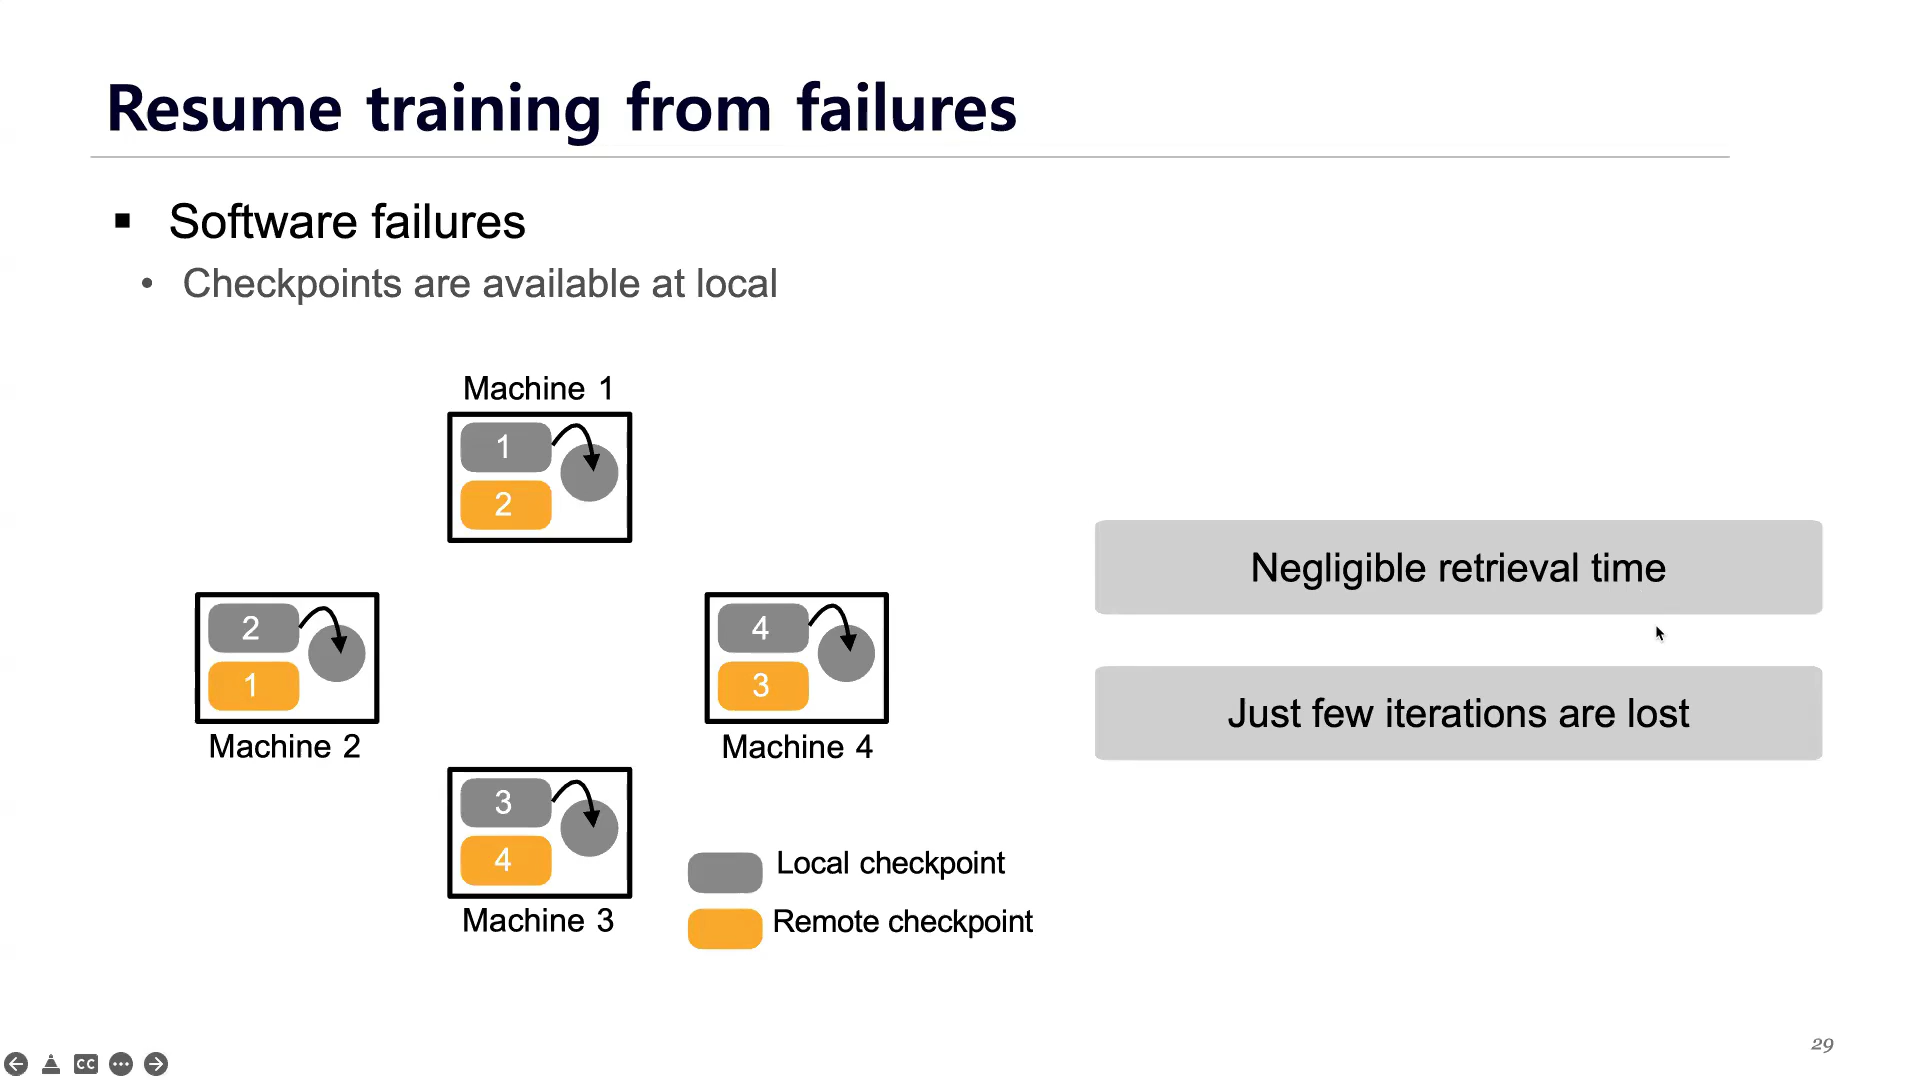 Resume training from failures
Software failures
Checkpoints are available at local
Machine 1
1
2
2
1
Machine 2
4
3
Machine 4
3
4
Machine 3
Local checkpoint
Remote checkpoint
Negligible retrieval time
Just few iterations are lost
29
CC